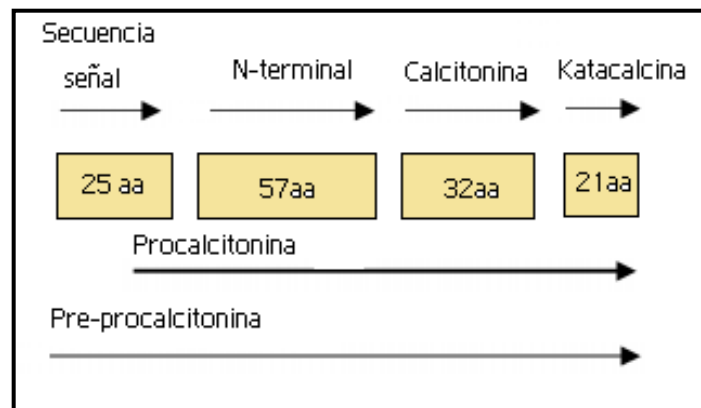 Secuencia
señal
N-terminal
Calcitonina
Katacalcina
25 aa
57aa
32aa
21aa
Procalcitonina
Pre-procalcitonina